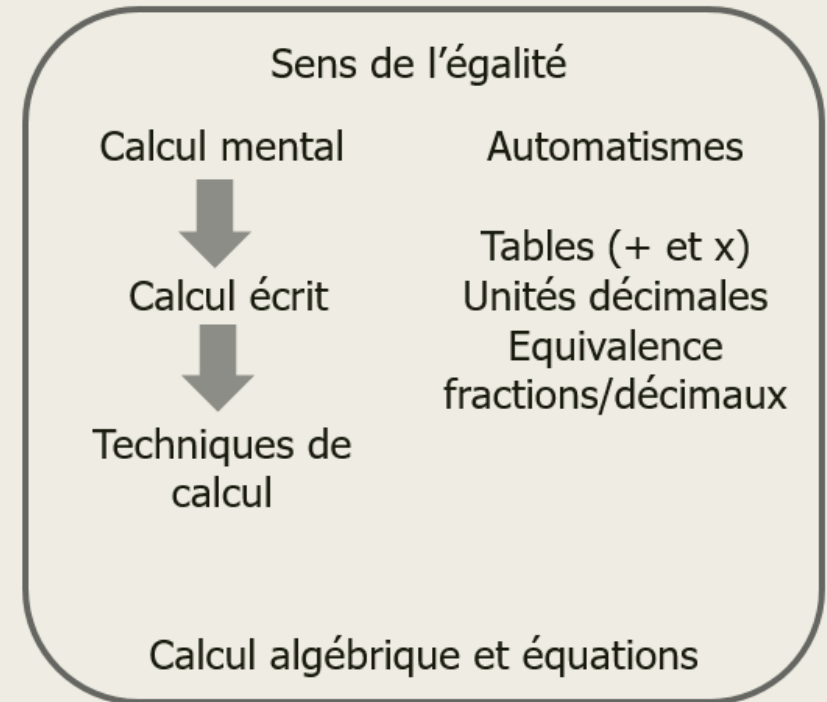 Sens de l'égalité
Calcul mental
Calcul écrit
Techniques de
calcul
Automatismes
Tables (+ et x)
Unités décimales
Equivalence
fractions/décimaux
Calcul algébrique et équations